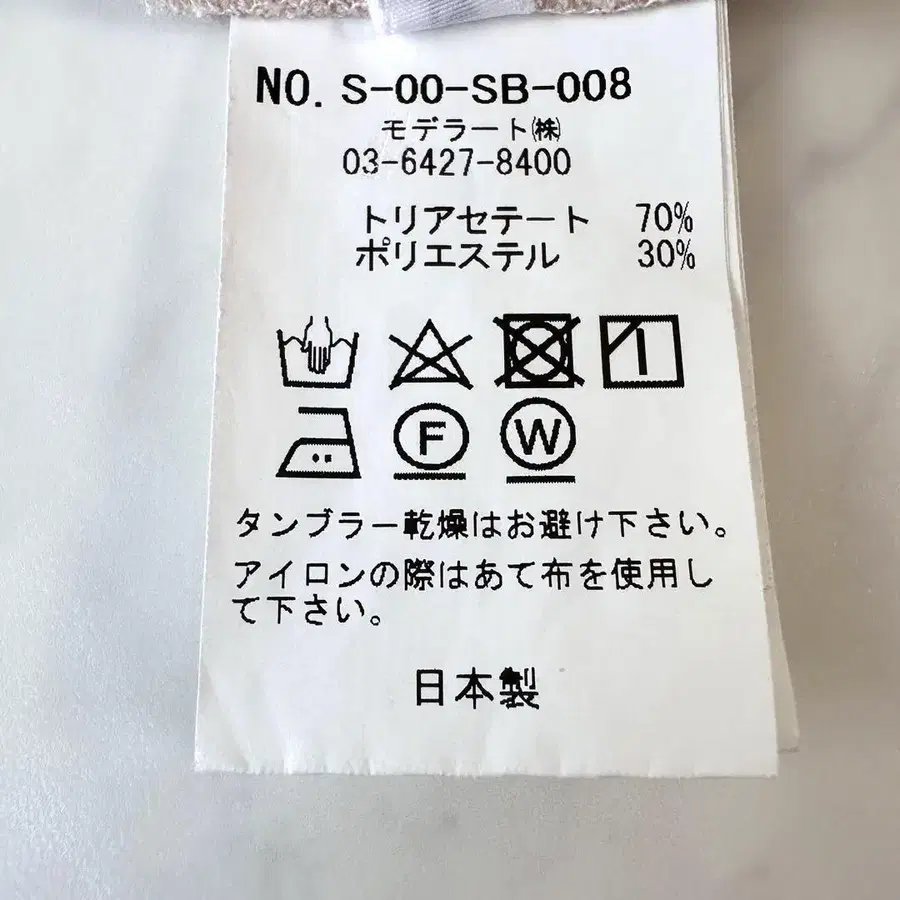 NO. S-00-SB-008
モデラート㈱
03-6427-8400
トリアセテート 70%
ポリエステル 30%
F W
タンブラー乾燥はお避け下さい。
アイロンの際はあて布を使用し
て下さい。
日本製